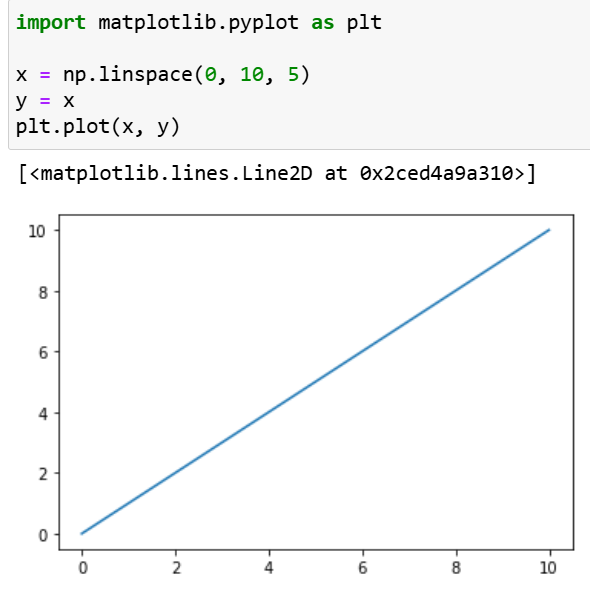 import matplotlib.pyplot as plt
x = np.linspace(0, 10, 5)
y = x
plt.plot(x, y)
[<matplotlib.lines.Line2D at 0x2ced4a9a310>]
10
8
6
4
2
0
0 2 4 6 8 10